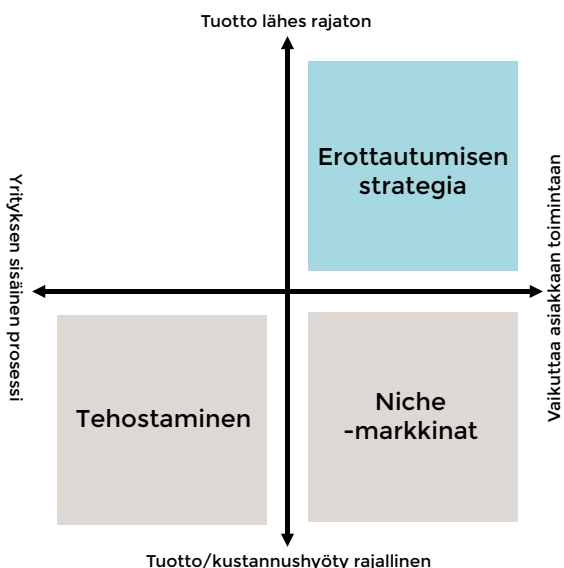 Tuotto lähes rajaton
Erottautumisen
strategia
Yrityksen sisäinen prosessi
Vaikuttaa asiakkaan toimintaan
Tehostaminen
Niche
-markkinat
Tuotto/kustannushyöty rajallinen